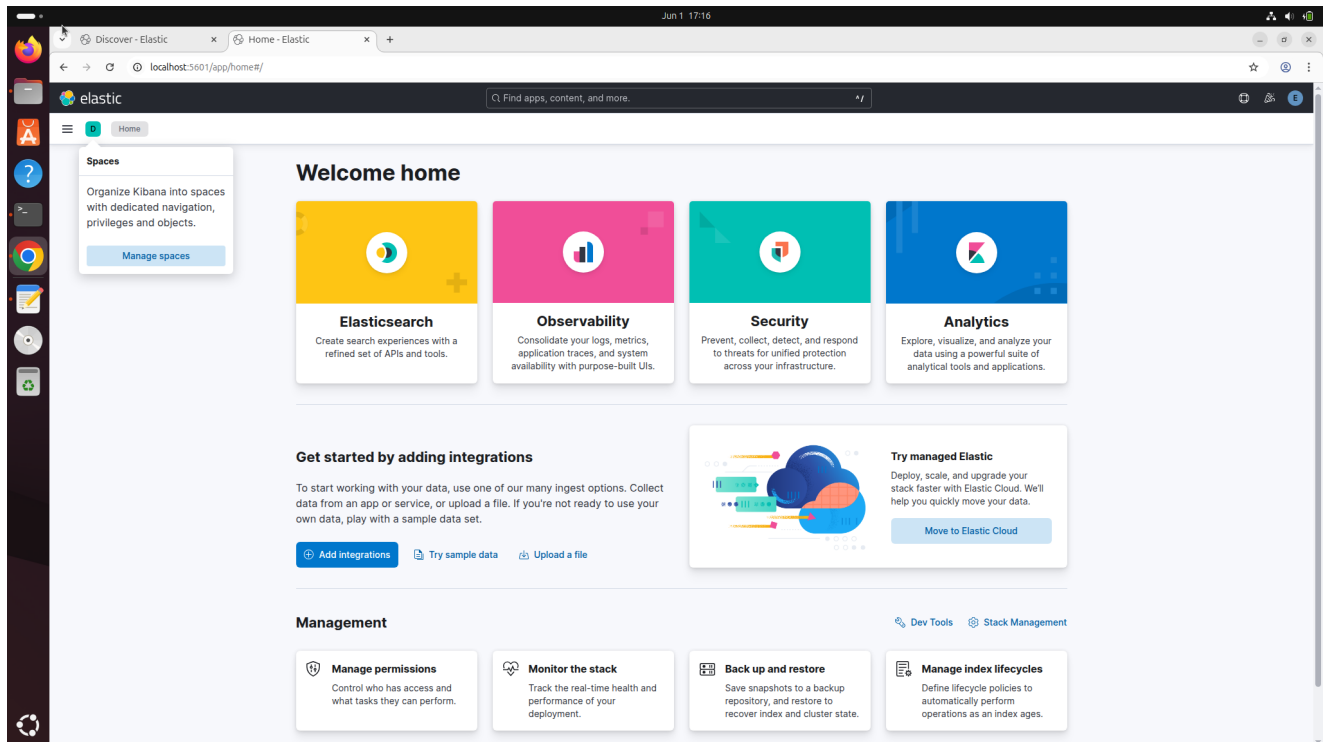 Jun 1 17:16
Discover - Elastic
Home - Elastic
localhost:5601/app/home#/
elastic
Find apps, content, and more.
^/
E
D
Home
Spaces
Organize Kibana into spaces
with dedicated navigation,
privileges and objects.
Manage spaces
Welcome home
Elasticsearch
Create search experiences with a
refined set of APIs and tools.
Observability
Consolidate your logs, metrics,
application traces, and system
availability with purpose-built UIs.
Security
Prevent, collect, detect, and respond
to threats for unified protection
across your infrastructure.
Analytics
Explore, visualize, and analyze your
data using a powerful suite of
analytical tools and applications.
Get started by adding integrations
To start working with your data, use one of our many ingest options. Collect
data from an app or service, or upload a file. If you're not ready to use your
own data, play with a sample data set.
Add integrations
Try sample data
Upload a file
Try managed Elastic
Deploy, scale, and upgrade your
stack faster with Elastic Cloud. We'll
help you quickly move your data.
Move to Elastic Cloud
Management
Dev Tools
Stack Management
Manage permissions
Control who has access and
what tasks they can perform.
Monitor the stack
Track the real-time health and
performance of your
deployment.
Back up and restore
Save snapshots to a backup
repository, and restore to
recover index and cluster state.
Manage index lifecycles
Define lifecycle policies to
automatically perform
operations as an index ages.